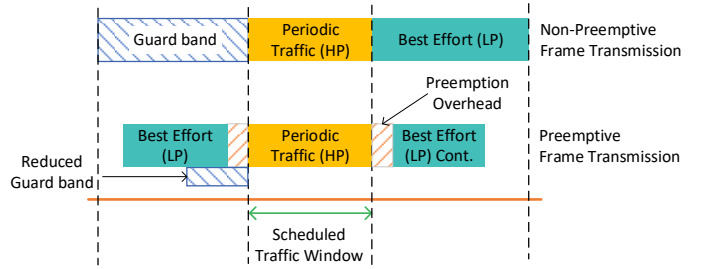 Guard band
Periodic
Traffic (HP)
Best Effort (LP)
Non-Preemptive
Frame Transmission
Preemption
Overhead
Best Effort
(LP)
Periodic
Traffic (HP)
Best Effort
(LP) Cont.
Preemptive
Frame Transmission
Reduced
Guard band
Scheduled
Traffic Window